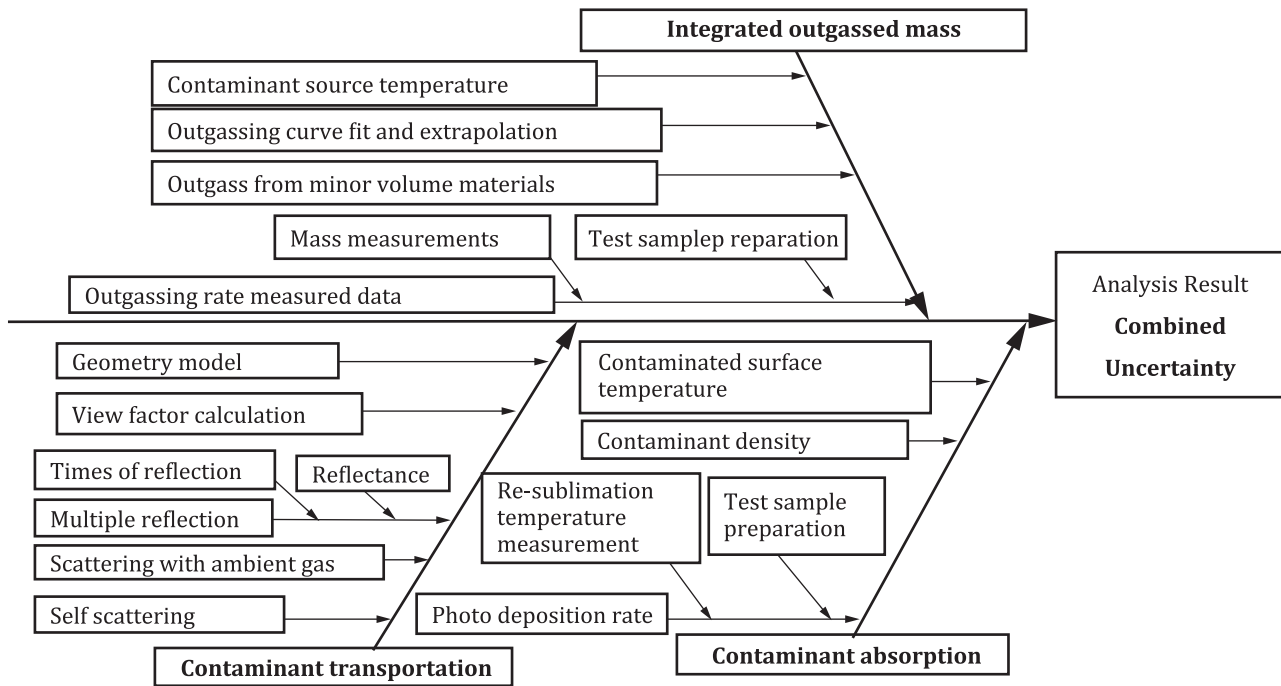 Integrated outgassed mass
Contaminant source temperature
Outgassing curve fit and extrapolation
Outgass from minor volume materials
Mass measurements
Test samplep reparation
Outgassing rate measured data
Analysis Result
Combined
Uncertainty
Geometry model
View factor calculation
Times of reflection
Reflectance
Multiple reflection
Scattering with ambient gas
Self scattering
Contaminant transportation
Contaminated surface
temperature
Contaminant density
Re-sublimation
temperature
measurement
Test sample
preparation
Photo deposition rate
Contaminant absorption